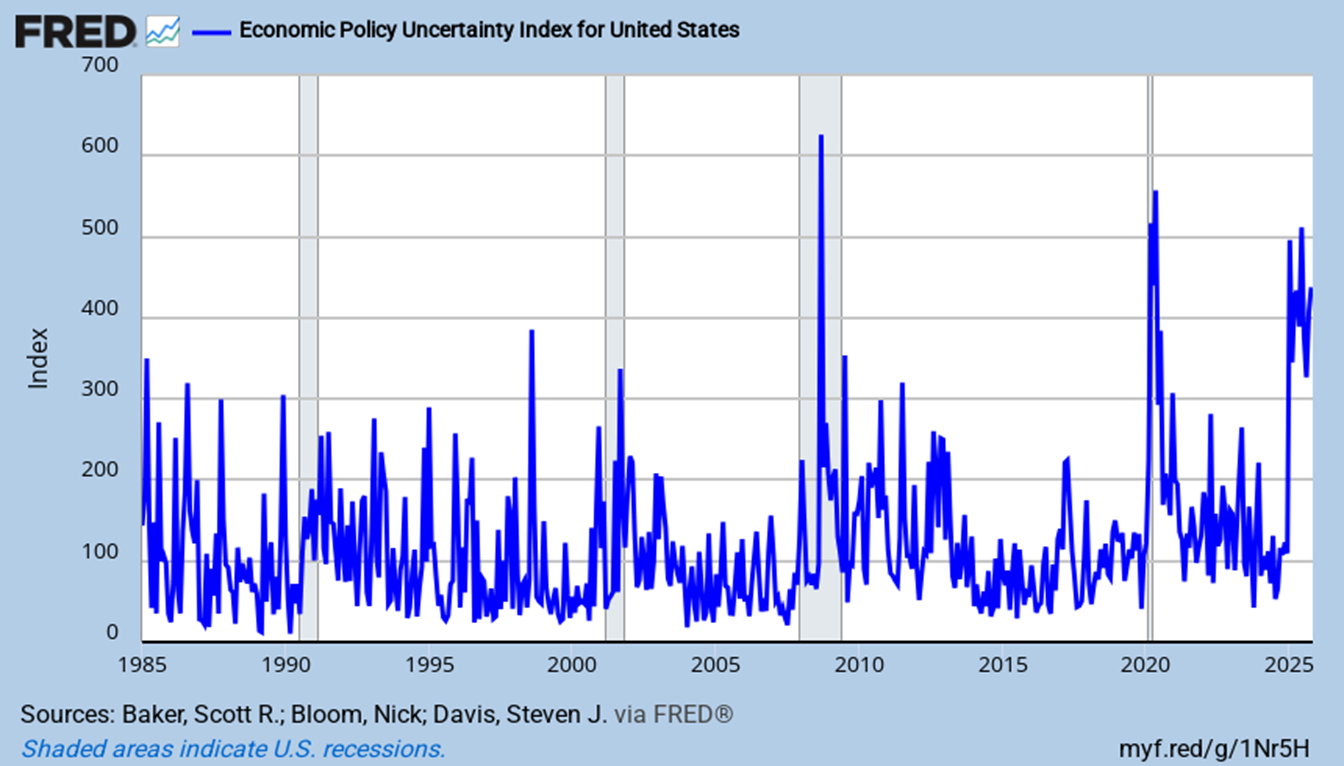 FRED
Economic Policy Uncertainty Index for United States
700
600
500
400
300
200
100
0
Index
1985 1990 1995 2000 2005 2010 2015 2020 2025
Sources: Baker, Scott R.; Bloom, Nick; Davis, Steven J. via FRED®
Shaded areas indicate U.S. recessions.
myf.red/g/1Nr5H